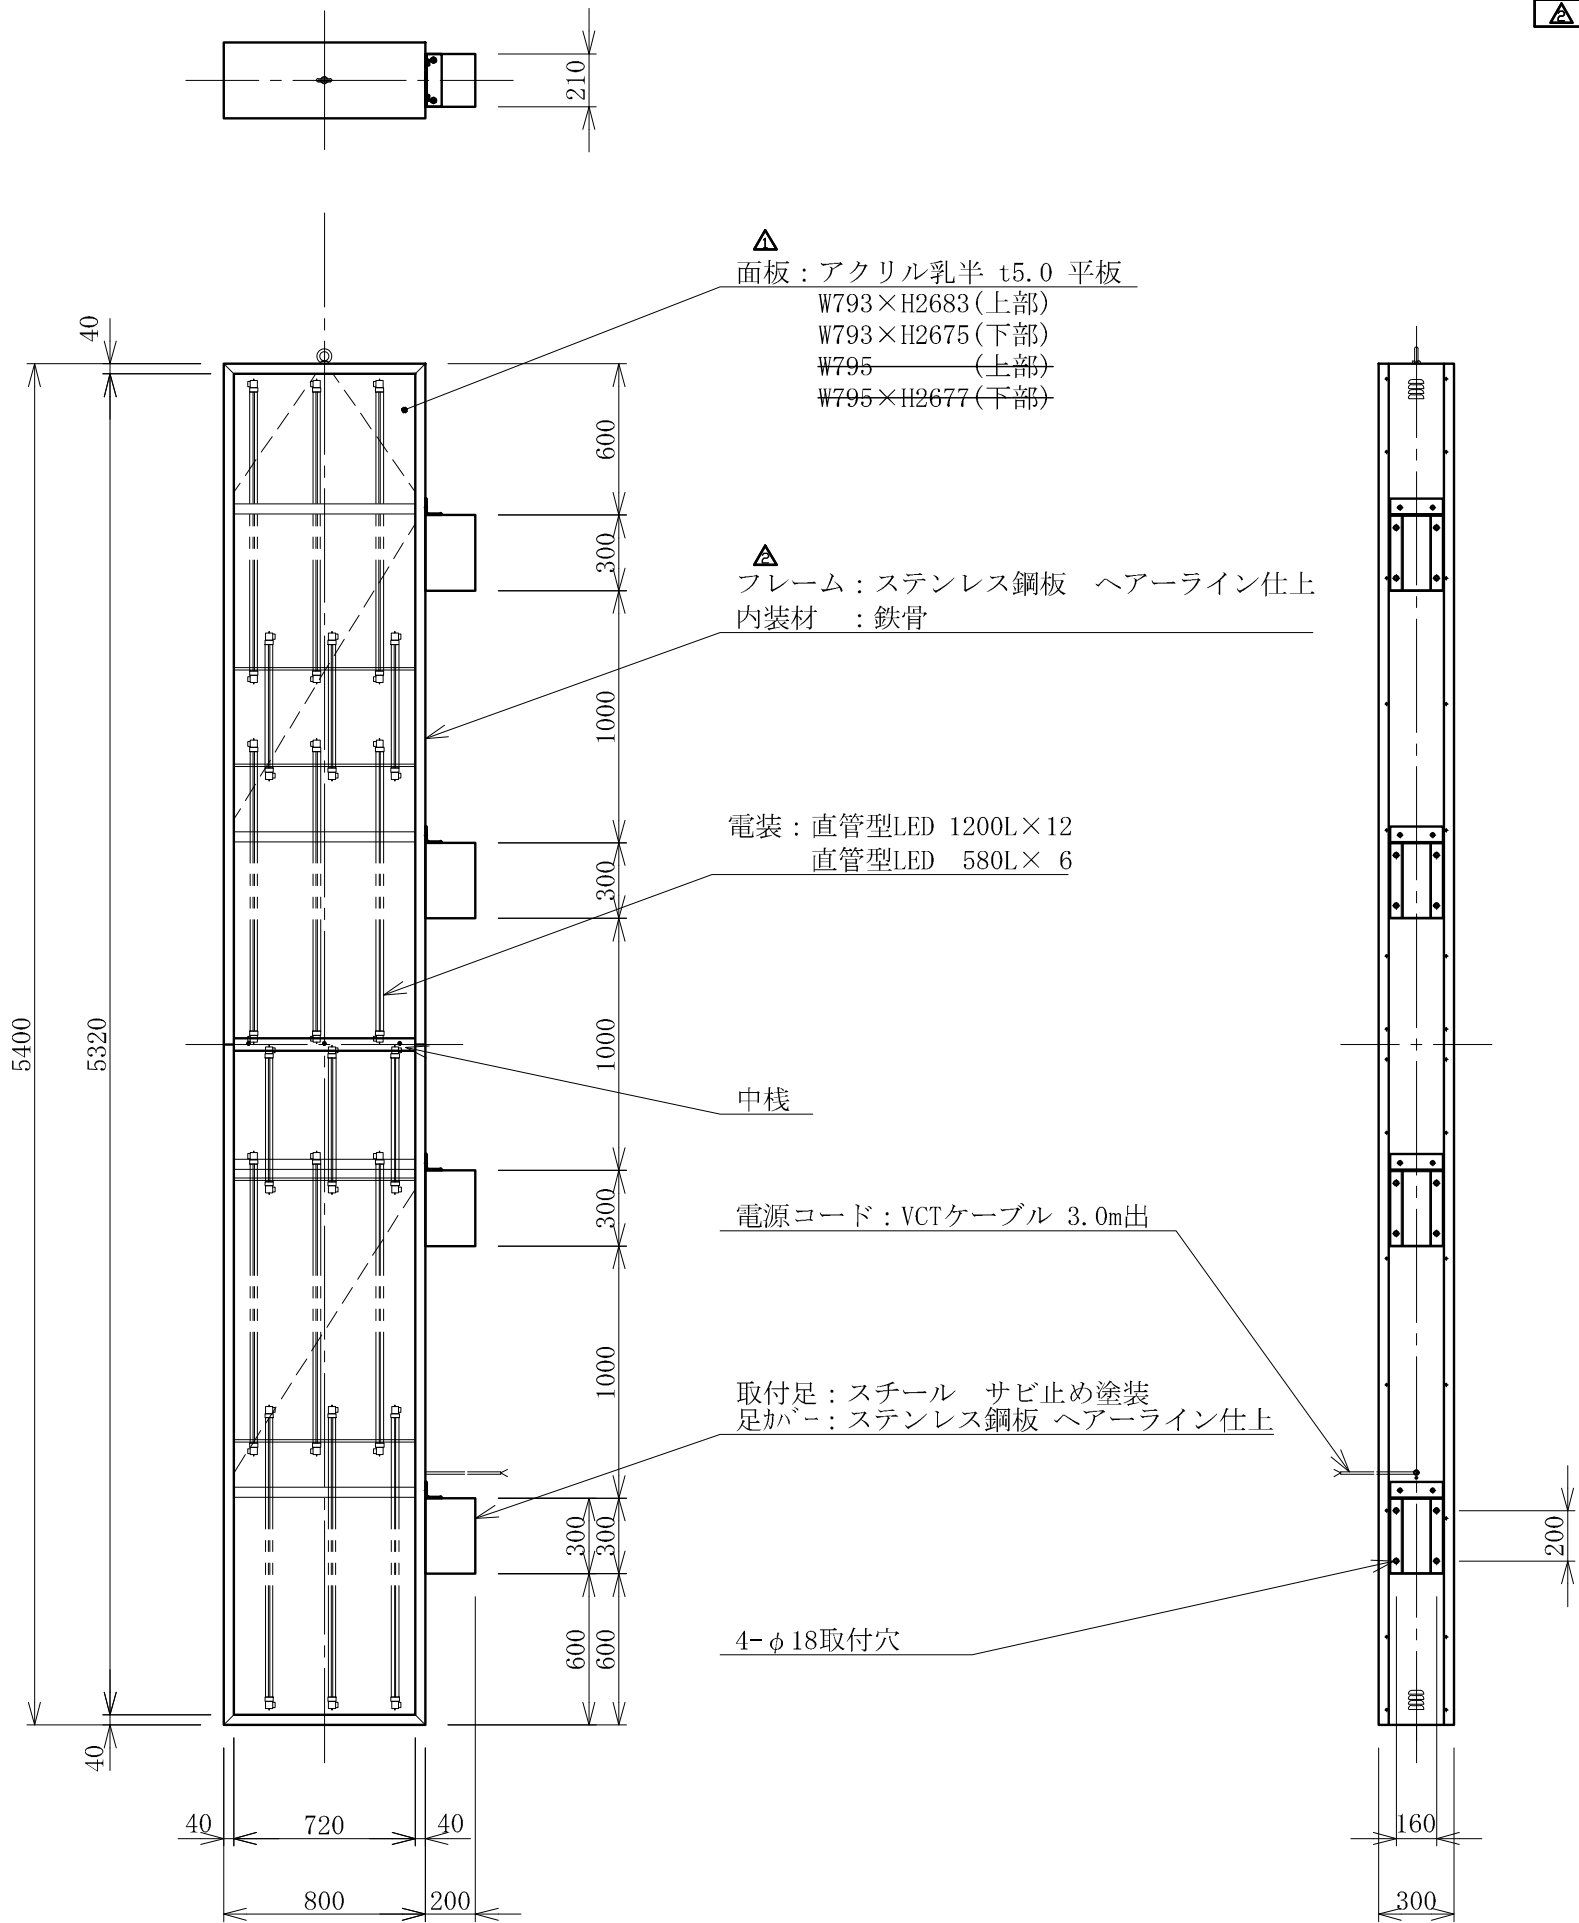 2
210
1
面板：アクリル乳半 t5.0 平板
W793×H2683(上部)
W793×H2675(下部)
W795 (上部)
W795×H2677(下部)
40
600
300
2
フレーム：ステンレス鋼板 ヘアーライン仕上
内装材 ：鉄骨
1000
電装：直管型LED 1200L×12
直管型LED 580L× 6
300
5400
5320
1000
中桟
300
電源コード：VCTケーブル 3.0m出
1000
取付足：スチール サビ止め塗装
足ｶﾊﾞｰ：ステンレス鋼板 ヘアーライン仕上
300
300
200
4-φ18取付穴
600
600
40
40
720
40
160
800
200
300